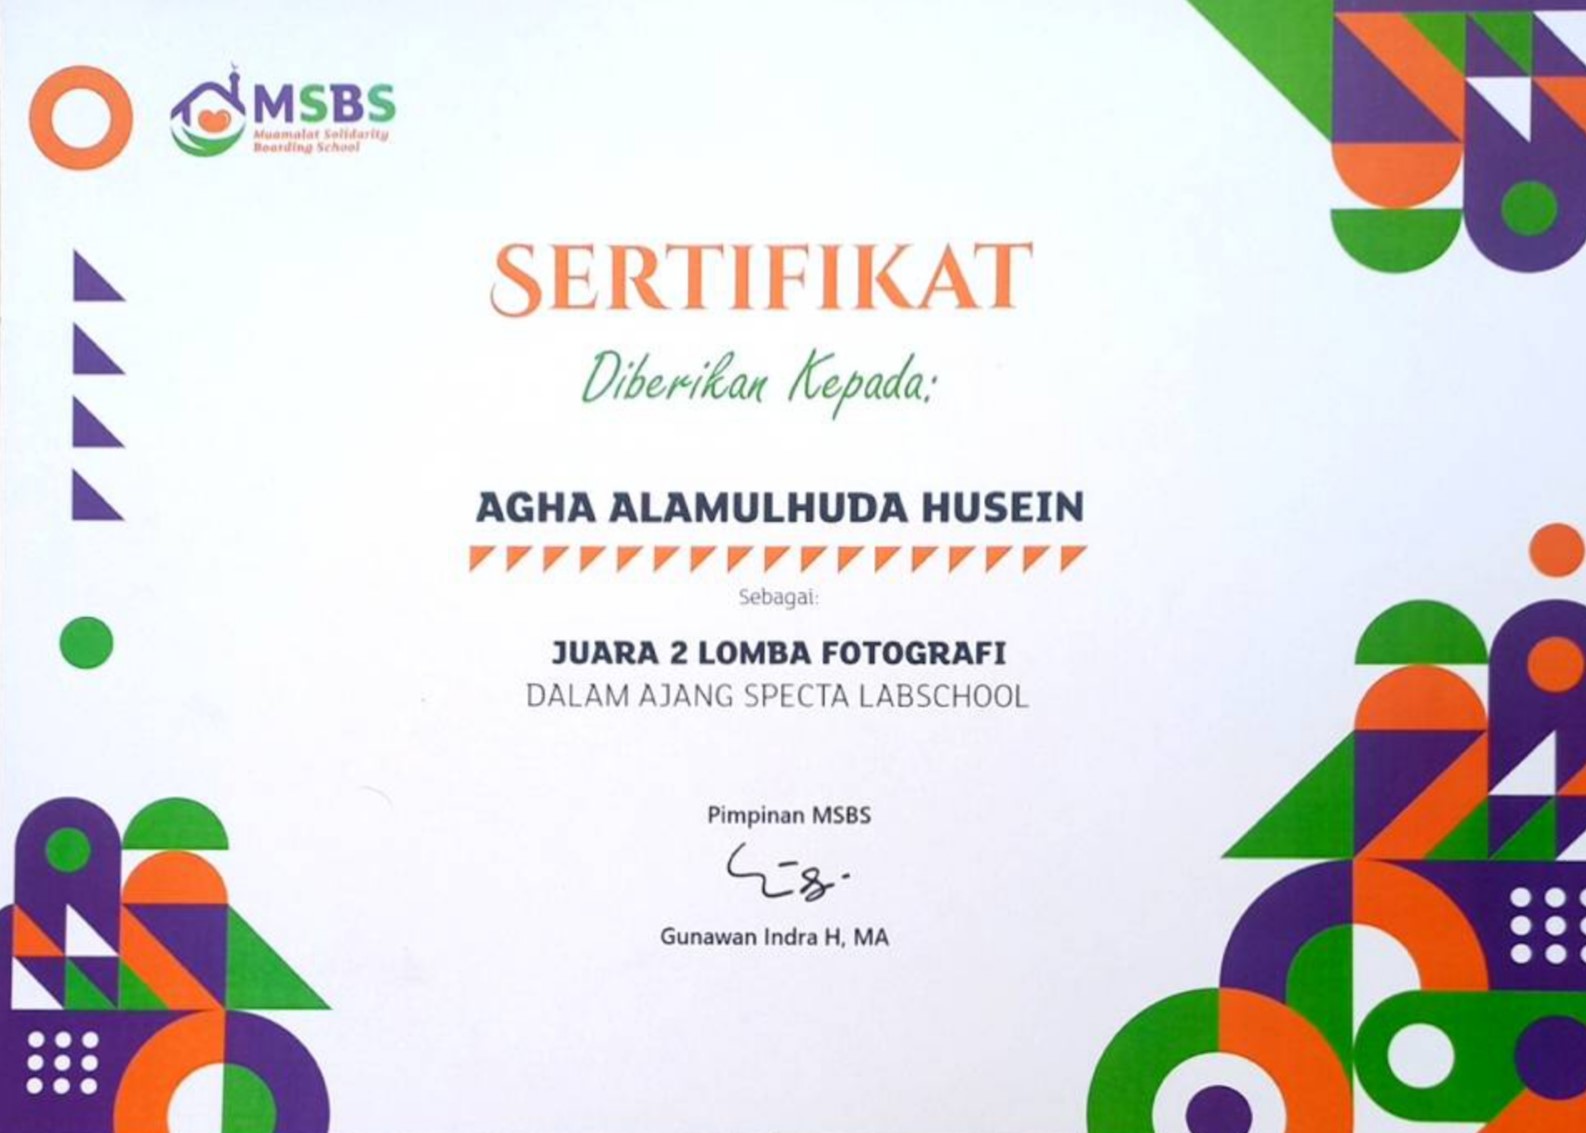 MSBS
Muamalat Solidarity
Boarding School
SERTIFIKAT
Diberikan Kepada:
AGHA ALAMULHUDA HUSEIN
Sebagai:
JUARA 2 LOMBA FOTOGRAFI
DALAM AJANG SPECTA LABSCHOOL
Pimpinan MSBS
Gunawan Indra H, MA